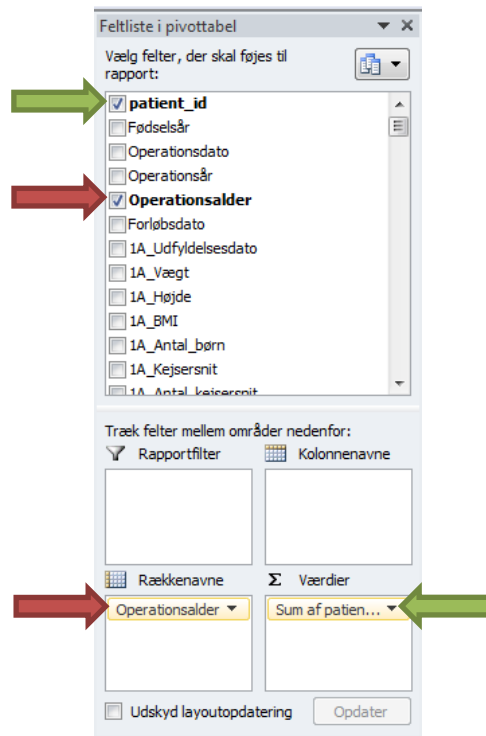 Feltliste i pivottabel
Vælg felter, der skal føjes til
rapport:
patient_id
Fødselsår
Operationsdato
Operationsår
Operationsalder
Forløbsdato
1A_Udfyldelsesdato
1A_Vægt
1A_Højde
1A_BMI
1A_Antal_børn
1A_Kejsersnit
1A_Antal_kejsersnit
Træk felter mellem områder nedenfor:
Rapportfilter
Kolonnenavne
Rækkenavne
Σ Værdier
Operationsalder
Sum af patien...
Udskyd layoutopdatering
Opdater